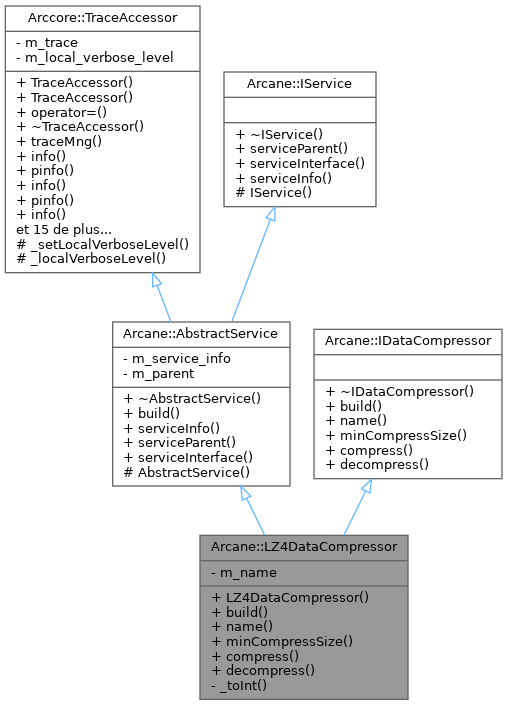 Arccore::TraceAccessor
- m_trace
- m_local_verbose_level
+ TraceAccessor()
+ TraceAccessor()
+ operator=()
+ ~TraceAccessor()
+ traceMng()
+ info()
+ pinfo()
+ info()
+ pinfo()
+ info()
et 15 de plus...
# _setLocalVerboseLevel()
# _localVerboseLevel()
Arcane::IService
+ ~IService()
+ serviceParent()
+ serviceInterface()
+ serviceInfo()
# IService()
Arcane::AbstractService
- m_service_info
- m_parent
+ ~AbstractService()
+ build()
+ serviceInfo()
+ serviceParent()
+ serviceInterface()
# AbstractService()
Arcane::IDataCompressor
+ ~IDataCompressor()
+ build()
+ name()
+ minCompressSize()
+ compress()
+ decompress()
Arcane::LZ4DataCompressor
- m_name
+ LZ4DataCompressor()
+ build()
+ name()
+ minCompressSize()
+ compress()
+ decompress()
- _toInt()